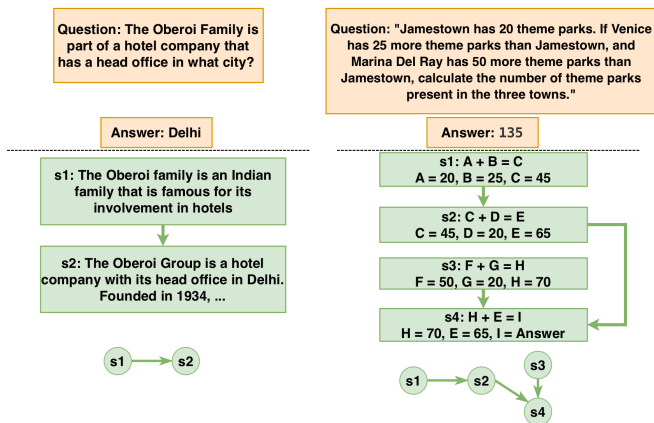 Question: The Oberoi Family is
part of a hotel company that
has a head office in what city?
Answer: Delhi
s1: The Oberoi family is an Indian
family that is famous for its
involvement in hotels
s2: The Oberoi Group is a hotel
company with its head office in Delhi.
Founded in 1934, ...
s1
s2
Question: "Jamestown has 20 theme parks. If Venice
has 25 more theme parks than Jamestown, and
Marina Del Ray has 50 more theme parks than
Jamestown, calculate the number of theme parks
present in the three towns."
Answer: 135
s1: A + B = C
A = 20, B = 25, C = 45
s2: C + D = E
C = 45, D = 20, E = 65
s3: F + G = H
F = 50, G = 20, H = 70
s4: H + E = I
H = 70, E = 65, I = Answer
s1
s2
s3
s4